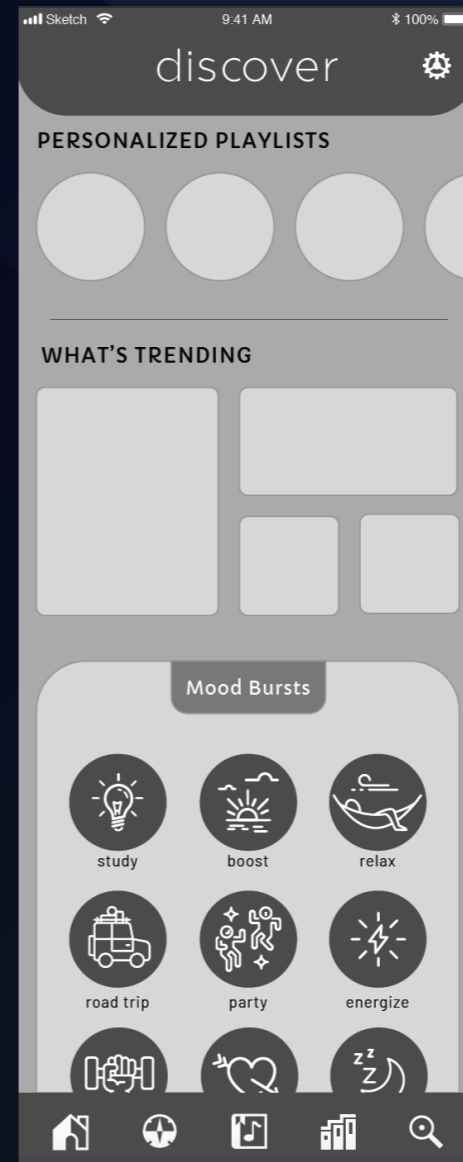 Sketch 9:41 AM 100%
discover
PERSONALIZED PLAYLISTS
WHAT'S TRENDING
Mood Bursts
study boost relax
road trip party energize
z z z